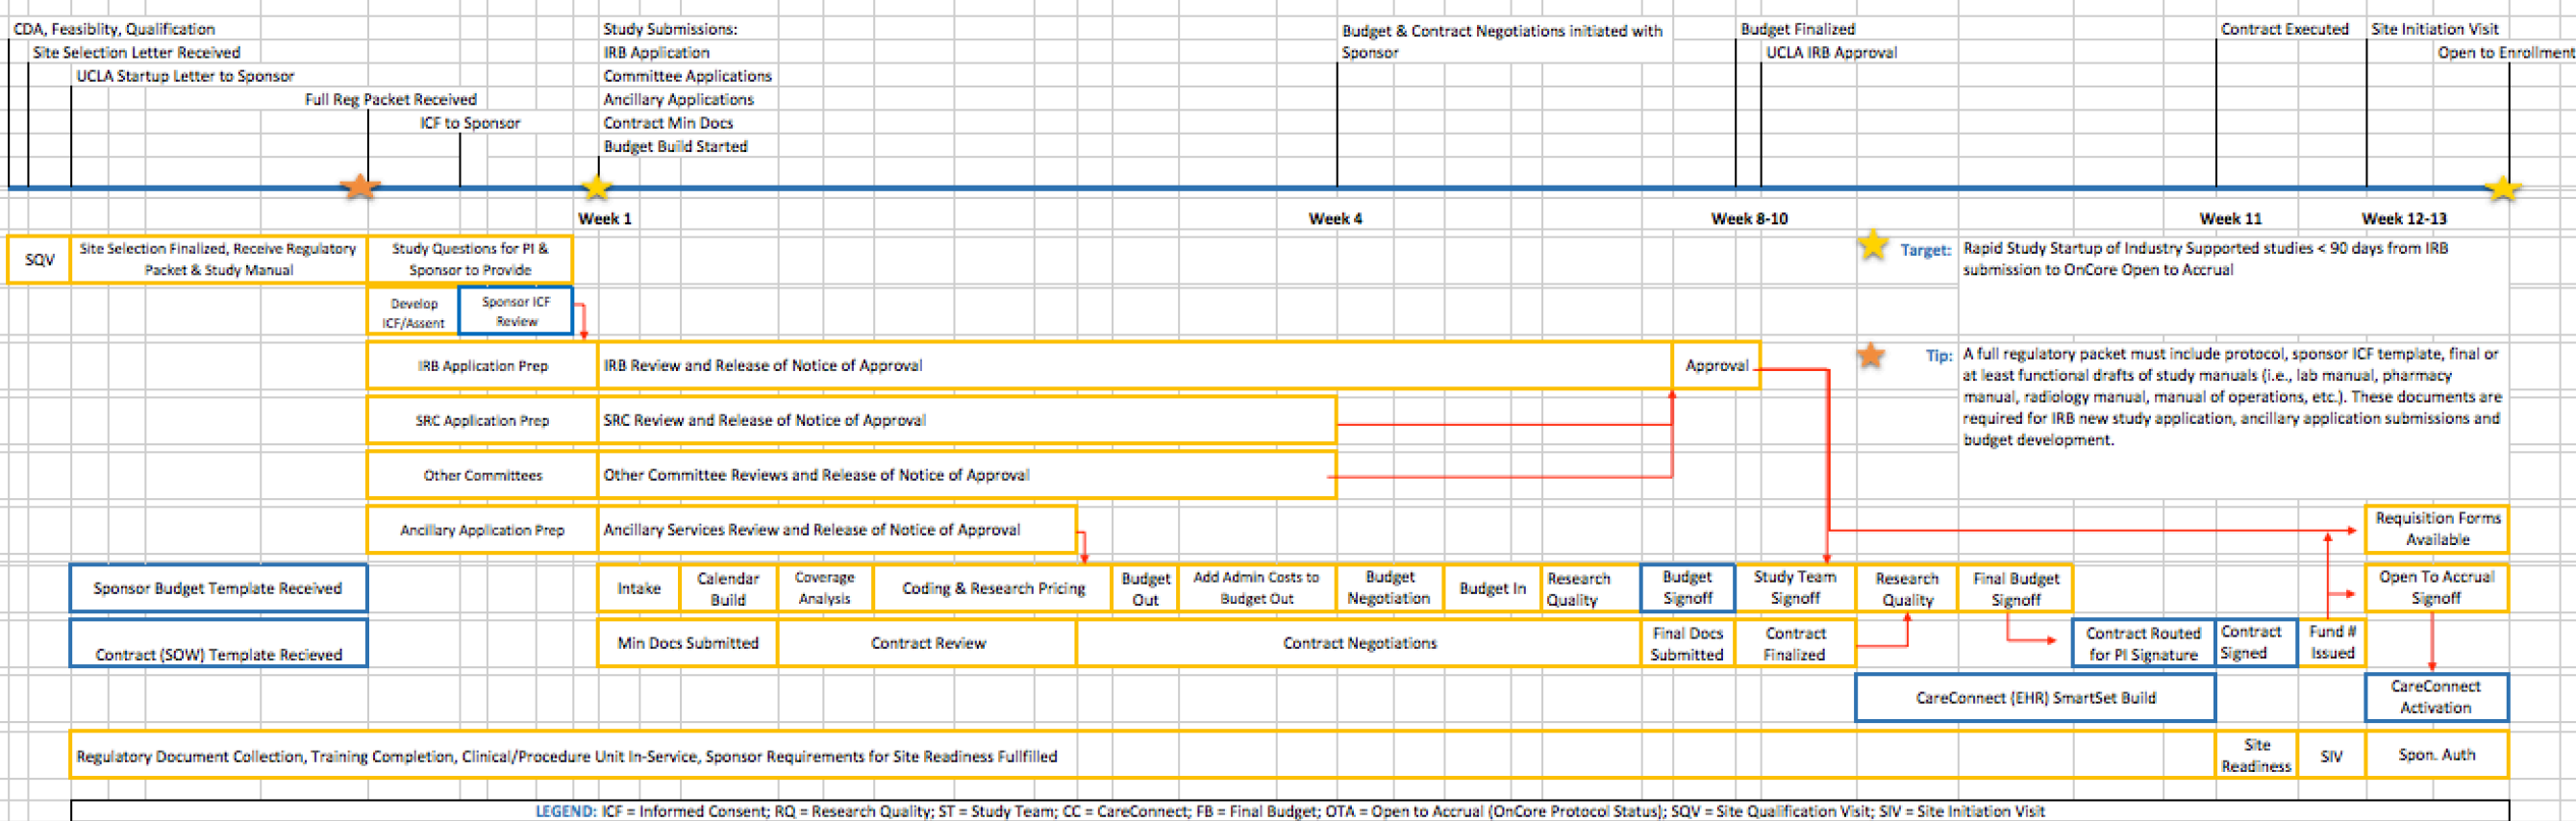 CDA, Feasiblity, Qualification
Site Selection Letter Received
UCLA Startup Letter to Sponsor
Full Reg Packet Received
ICF to Sponsor
Study Submissions:
IRB Application
Committee Applications
Ancillary Applications
Contract Min Docs
Budget Build Started
Budget & Contract Negotiations initiated with
Sponsor
Budget Finalized
UCLA IRB Approval
Contract Executed
Site Initiation Visit
Open to Enrollment
Week 1
Week 4
Week 8-10
Week 11
Week 12-13
SQV
Site Selection Finalized, Receive Regulatory
Packet & Study Manual
Study Questions for PI &
Sponsor to Provide
Target:
Rapid Study Startup of Industry Supported studies < 90 days from IRB
submission to OnCore Open to Accrual
Develop
ICF/Assent
Sponsor ICF
Review
IRB Application Prep
IRB Review and Release of Notice of Approval
Approval
Tip:
A full regulatory packet must include protocol, sponsor ICF template, final or
at least functional drafts of study manuals (i.e., lab manual, pharmacy
manual, radiology manual, manual of operations, etc.). These documents are
required for IRB new study application, ancillary application submissions and
budget development.
SRC Application Prep
SRC Review and Release of Notice of Approval
Other Committees
Other Committee Reviews and Release of Notice of Approval
Ancillary Application Prep
Ancillary Services Review and Release of Notice of Approval
Requisition Forms
Available
Sponsor Budget Template Received
Intake
Calendar
Build
Coverage
Analysis
Coding & Research Pricing
Budget
Out
Add Admin Costs to
Budget Out
Budget
Negotiation
Budget In
Research
Quality
Budget
Signoff
Study Team
Signoff
Research
Quality
Final Budget
Signoff
Open To Accrual
Signoff
Contract (SOW) Template Recieved
Min Docs Submitted
Contract Review
Contract Negotiations
Final Docs
Submitted
Contract
Finalized
Contract Routed
for PI Signature
Contract
Signed
Fund #
Issued
CareConnect (EHR) SmartSet Build
CareConnect
Activation
Regulatory Document Collection, Training Completion, Clinical/Procedure Unit In-Service, Sponsor Requirements for Site Readiness Fullfilled
Site
Readiness
SIV
Spon. Auth
LEGEND: ICF = Informed Consent; RQ = Research Quality; ST = Study Team; CC = CareConnect; FB = Final Budget; OTA = Open to Accrual (OnCore Protocol Status); SQV = Site Qualification Visit; SIV = Site Initiation Visit